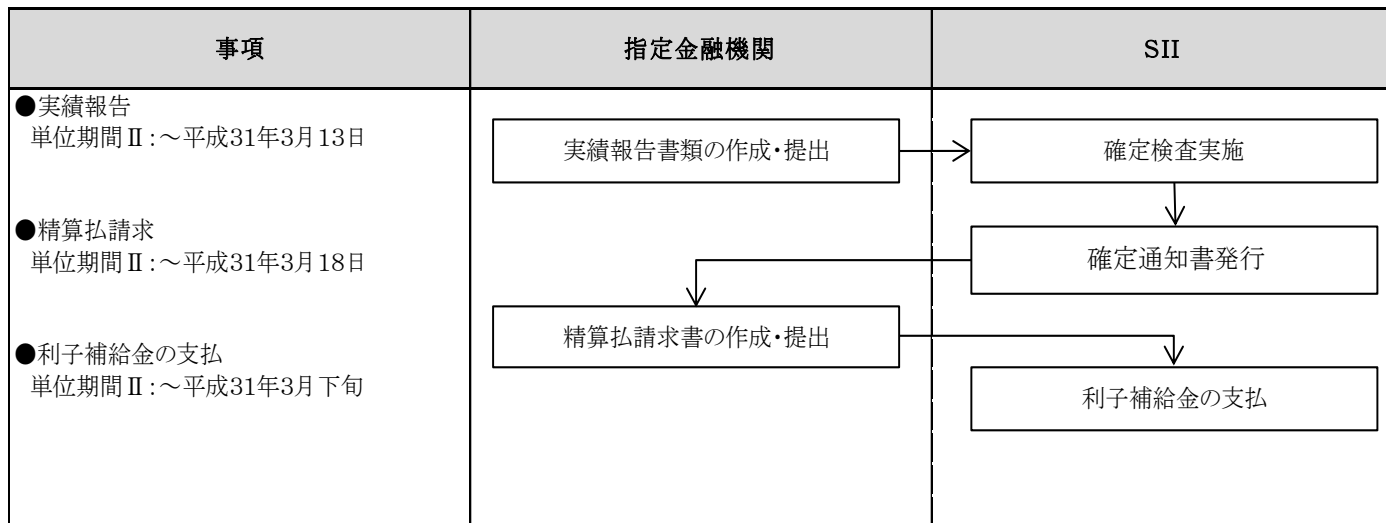 事項
指定金融機関
SII
●実績報告
単位期間Ⅱ:～平成31年3月13日
実績報告書類の作成・提出
確定検査実施
●精算払請求
単位期間Ⅱ:～平成31年3月18日
確定通知書発行
精算払請求書の作成・提出
●利子補給金の支払
単位期間Ⅱ:～平成31年3月下旬
利子補給金の支払